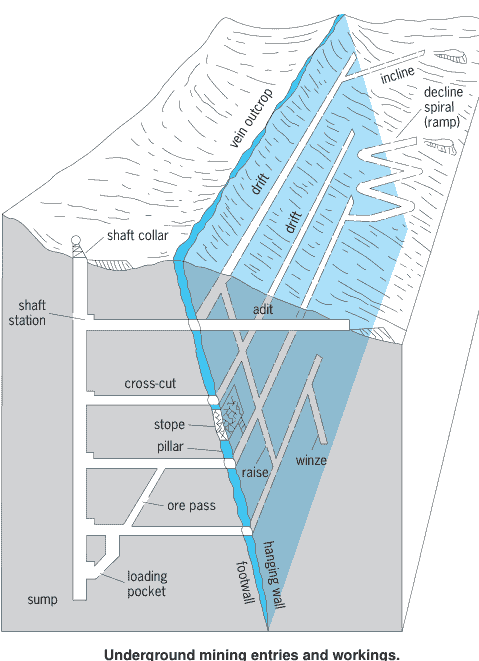 incline
decline
spiral
(ramp)
vein outcrop
drift
drift
shaft collar
shaft
station
adit
cross-cut
stope
pillar
raise
winze
ore pass
hanging wall
footwall
loading
pocket
sump
Underground mining entries and workings.